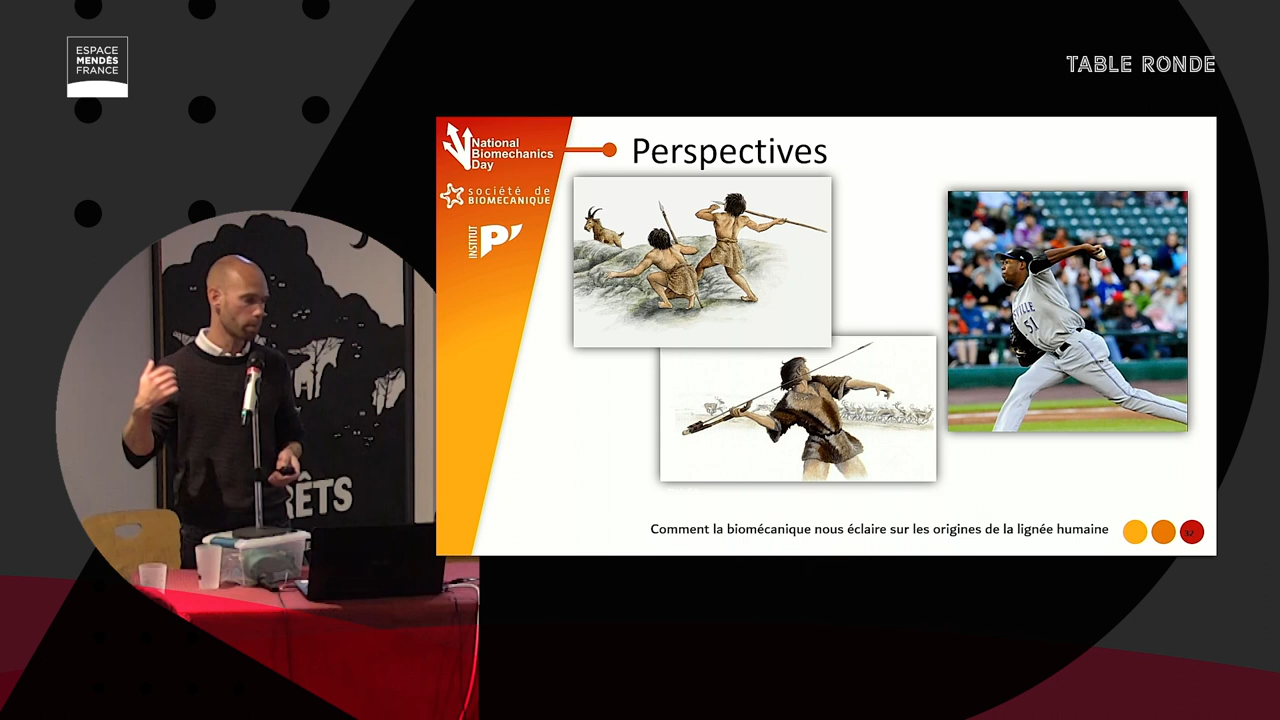 ESPACE
MENDÈS
FRANCE
TABLE RONDE
National
Biomechanics
Day
société de
BIOMECANIQUE
INSTITUT
P'
Perspectives
51
Comment la biomécanique nous éclaire sur les origines de la lignée humaine
RÊTS